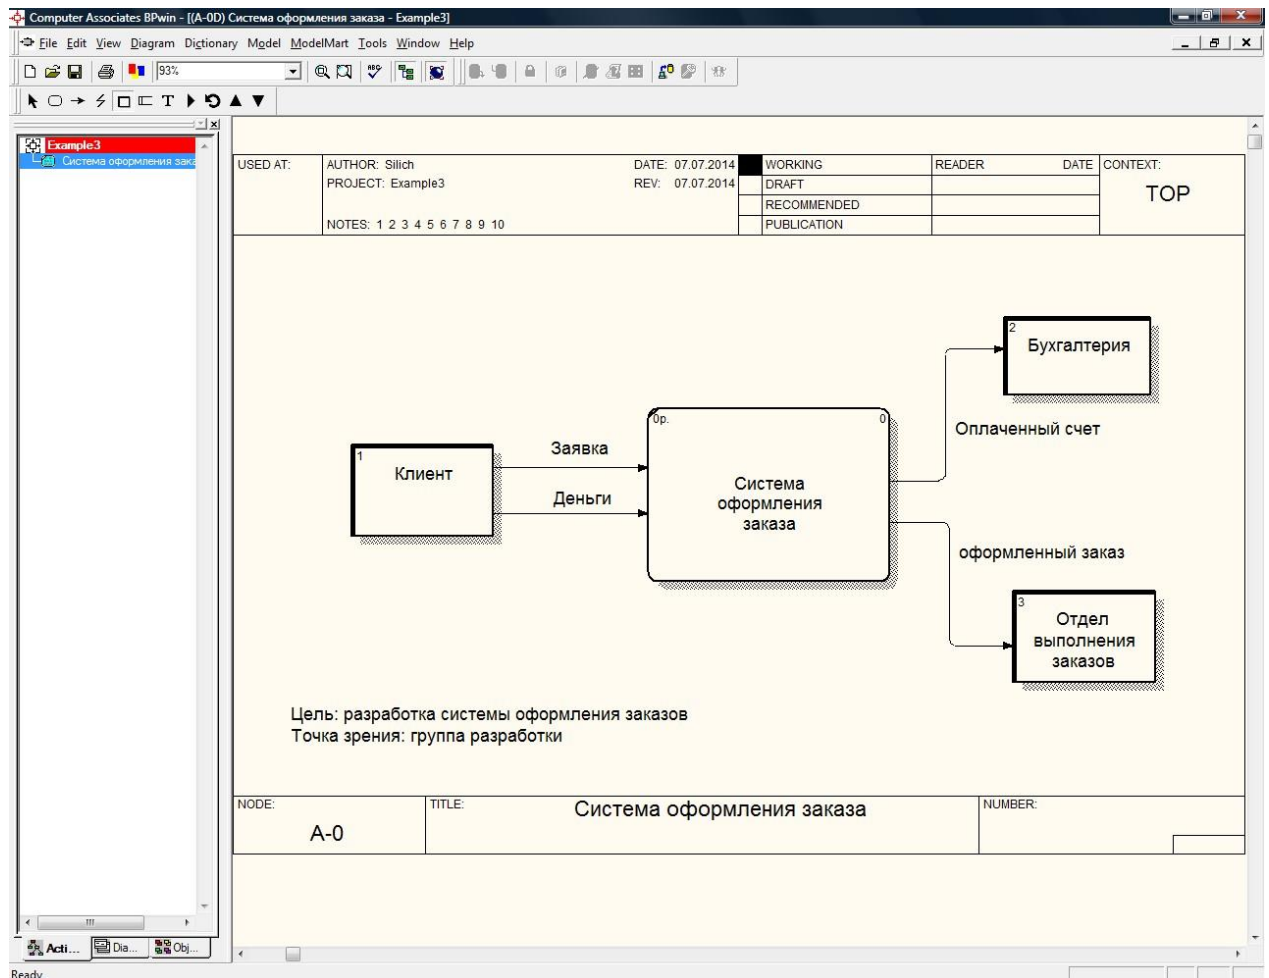 Computer Associates BPwin - [(A-0D) Система оформления заказа - Example3]
File Edit View Diagram Dictionary Model ModelMart Tools Window Help
93%
Example3
Система оформления зака
USED AT:
AUTHOR: Silich
DATE: 07.07.2014
PROJECT: Example3
REV: 07.07.2014
NOTES: 1 2 3 4 5 6 7 8 9 10
WORKING
DRAFT
RECOMMENDED
PUBLICATION
READER DATE
CONTEXT:
TOP
2
Бухгалтерия
Оплаченный счет
1
Клиент
Заявка
Деньги
0р. 0
Система
оформления
заказа
оформленный заказ
3
Отдел
выполнения
заказов
Цель: разработка системы оформления заказов
Точка зрения: группа разработки
NODE:
A-0
TITLE:
Система оформления заказа
NUMBER:
Acti... Dia... Obj...
Ready